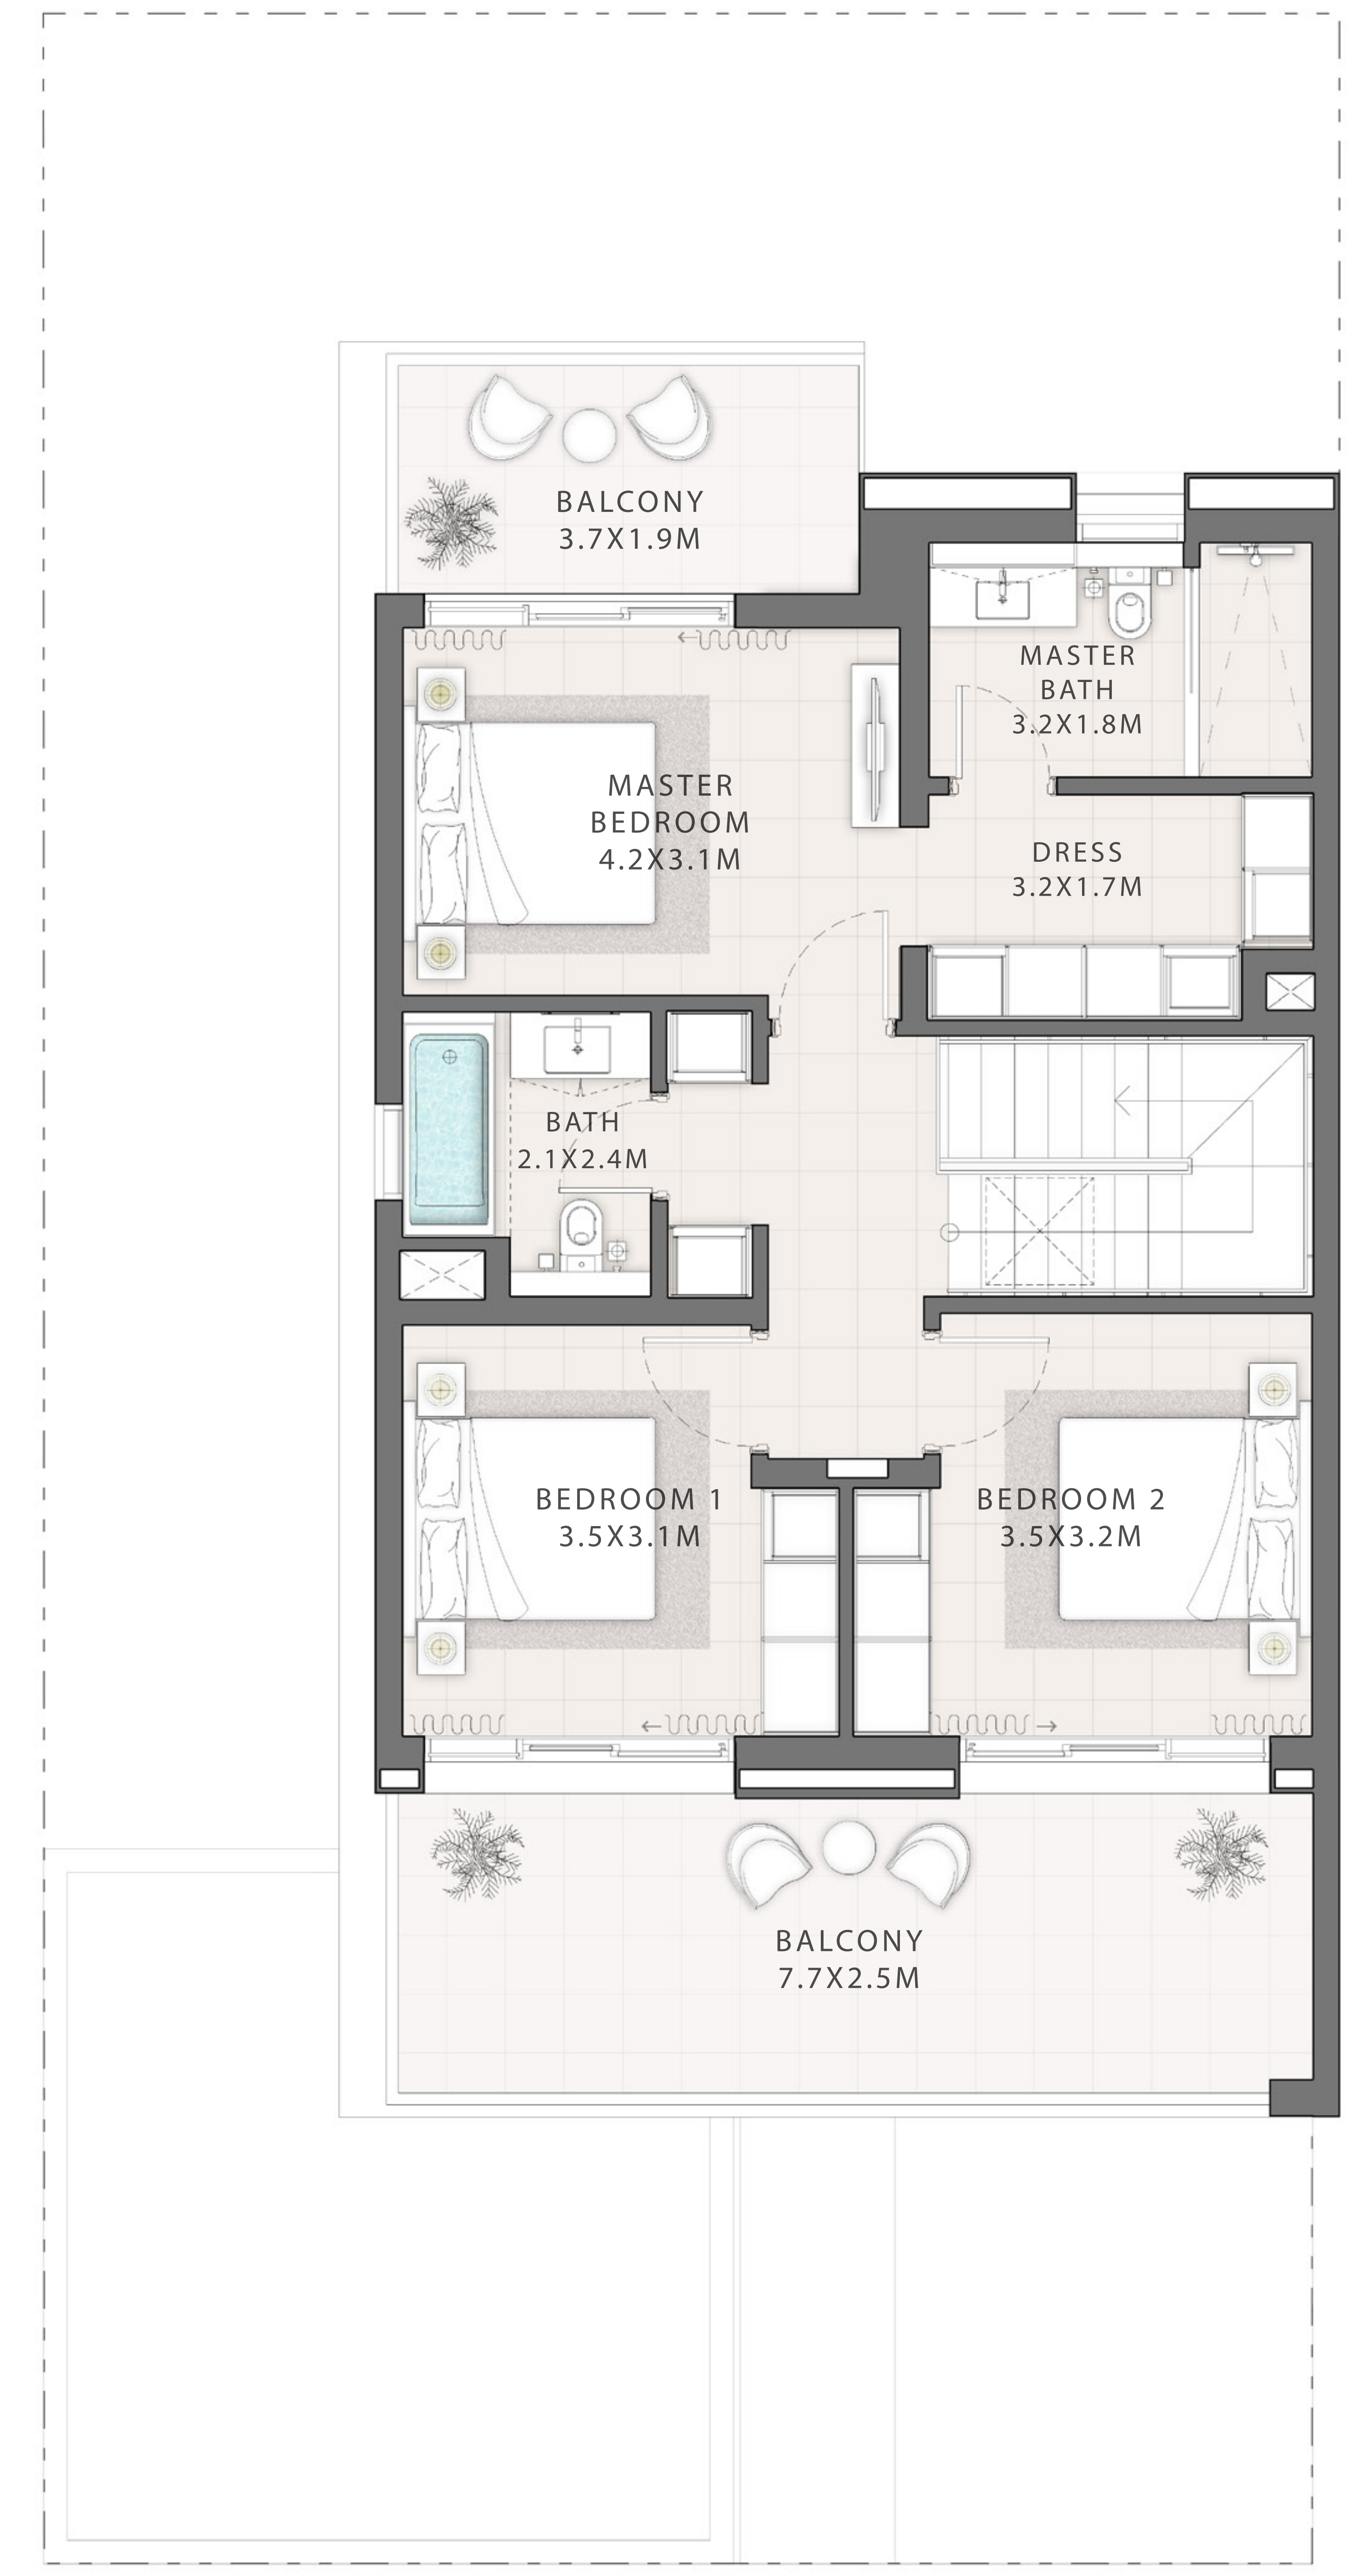 BALCONY
3.7X1.9M
MASTER
BATH
3.2X1.8M
MASTER
BEDROOM
4.2X3.1M
DRESS
3.2X1.7M
BATH
2.1X2.4M
BEDROOM 1
3.5X3.1M
BEDROOM 2
3.5X3.2M
BALCONY
7.7X2.5M